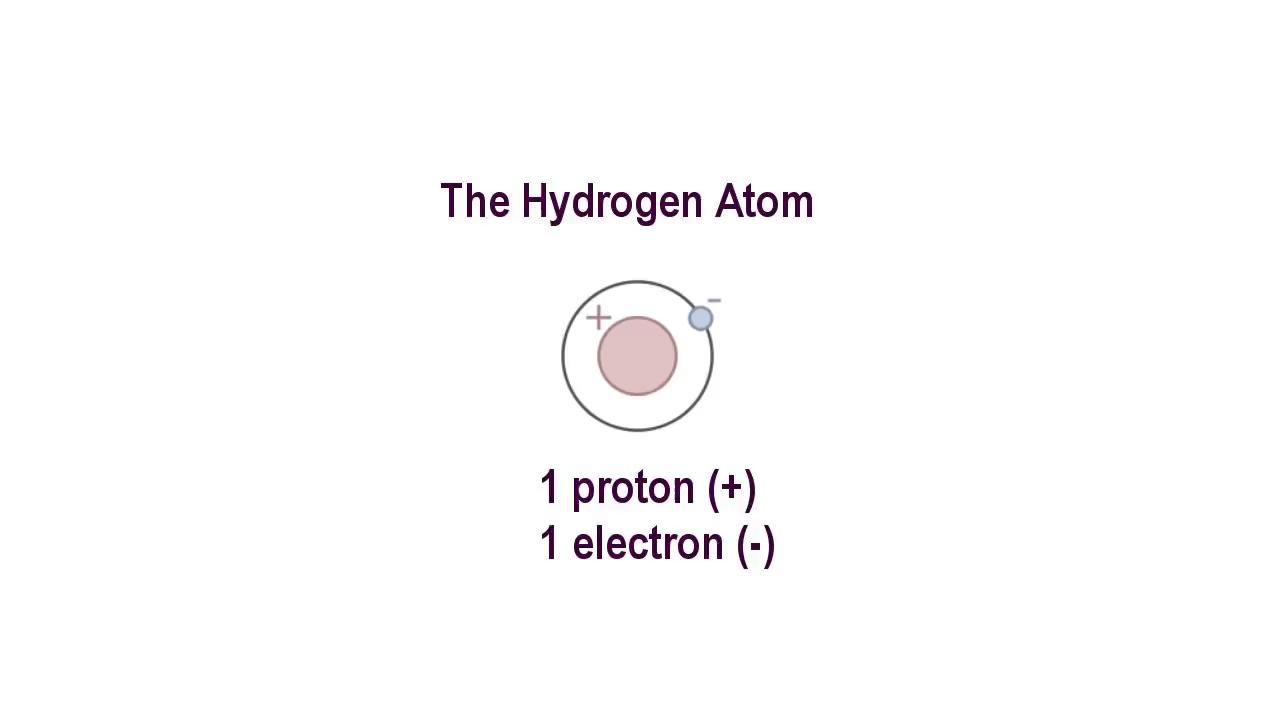 The Hydrogen Atom
+ -
1 proton (+)
1 electron (-)